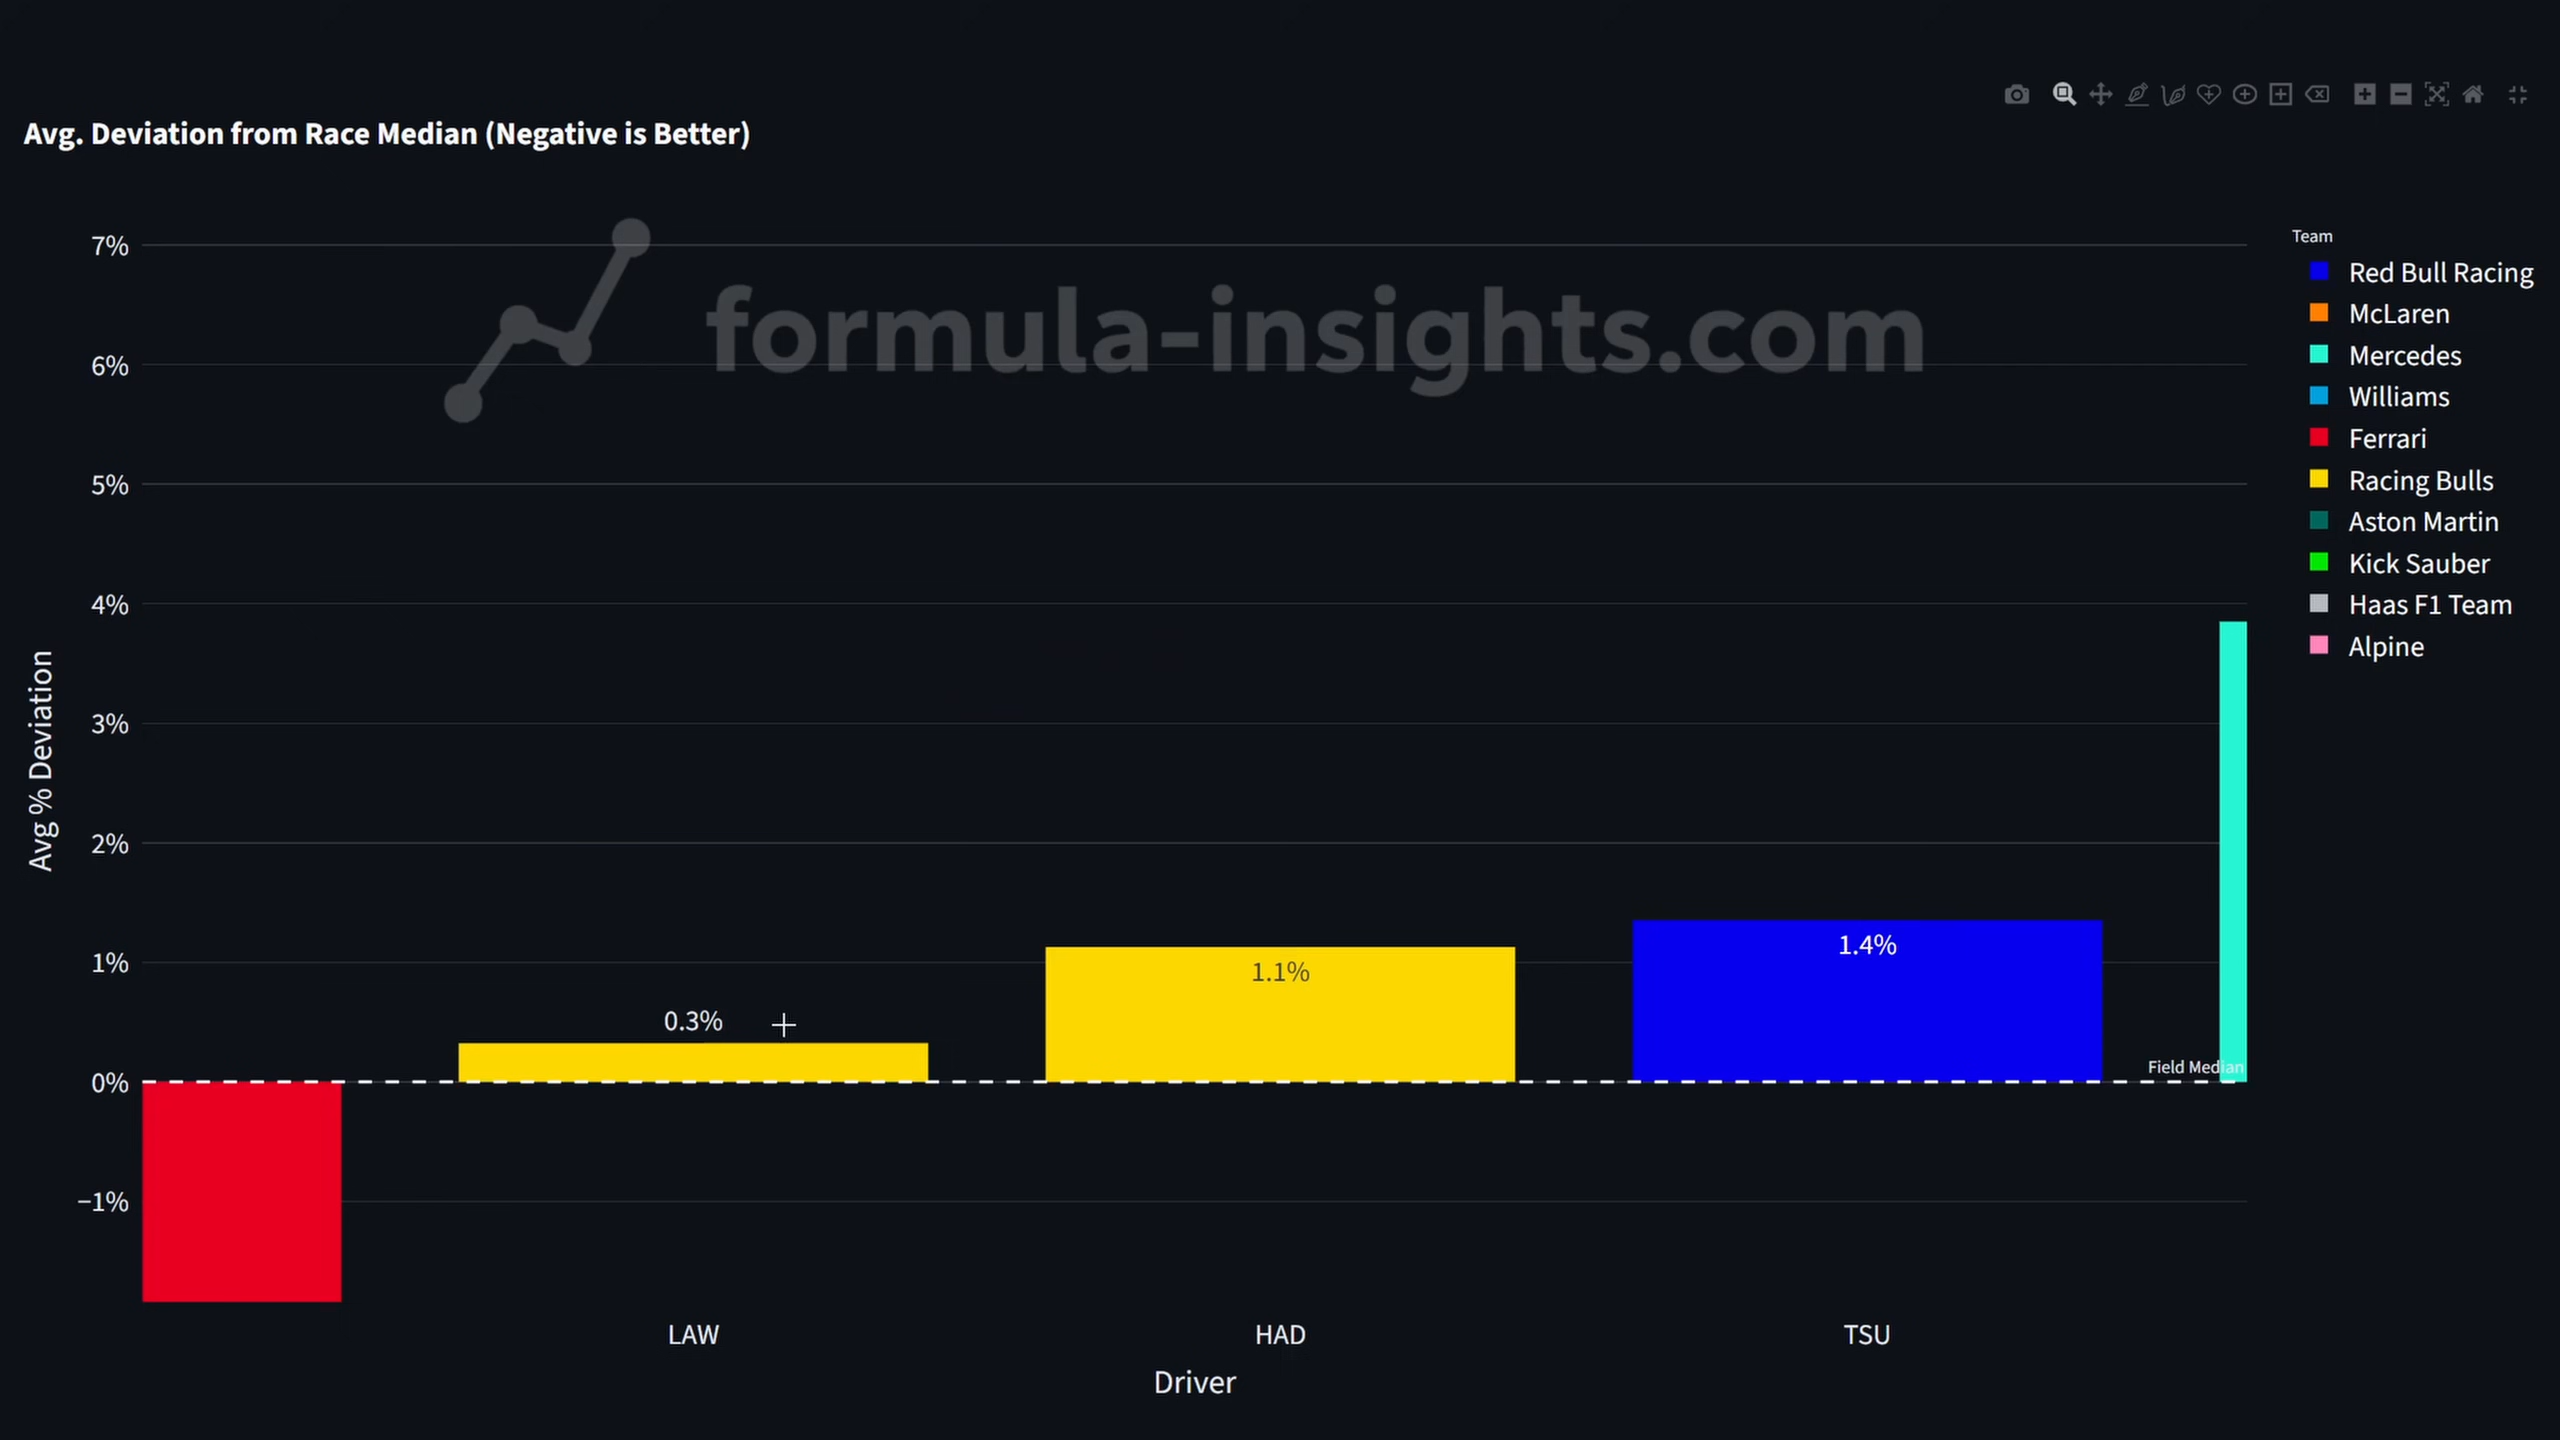 Avg. Deviation from Race Median (Negative is Better)
formula-insights.com
7%
6%
5%
4%
3%
2%
1%
0%
−1%
Avg % Deviation
0.3%
1.1%
1.4%
Field Median
LAW
HAD
TSU
Driver
Team
Red Bull Racing
McLaren
Mercedes
Williams
Ferrari
Racing Bulls
Aston Martin
Kick Sauber
Haas F1 Team
Alpine